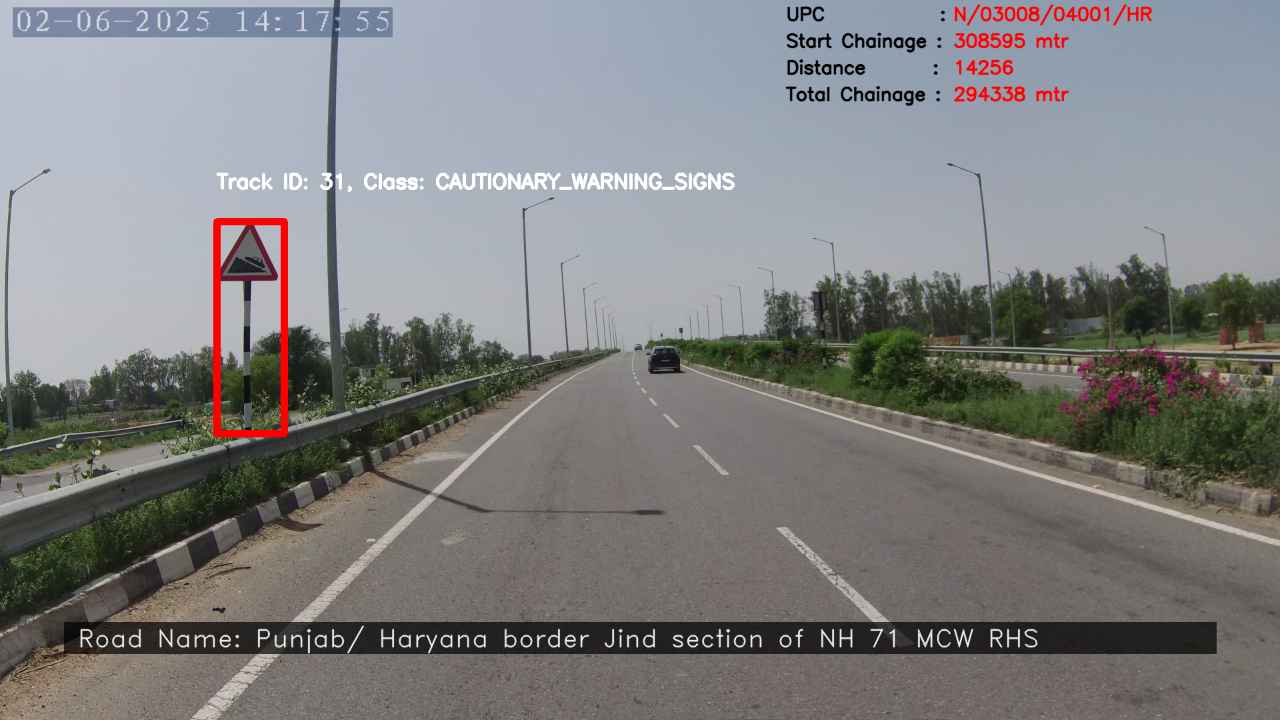 02-06-2025 14:17:55
UPC : N/03008/04001/HR
Start Chainage : 308595 mtr
Distance : 14256
Total Chainage : 294338 mtr
Track ID: 31, Class: CAUTIONARY_WARNING_SIGNS
Road Name: Punjab/ Haryana border Jind section of NH 71 MCW RHS